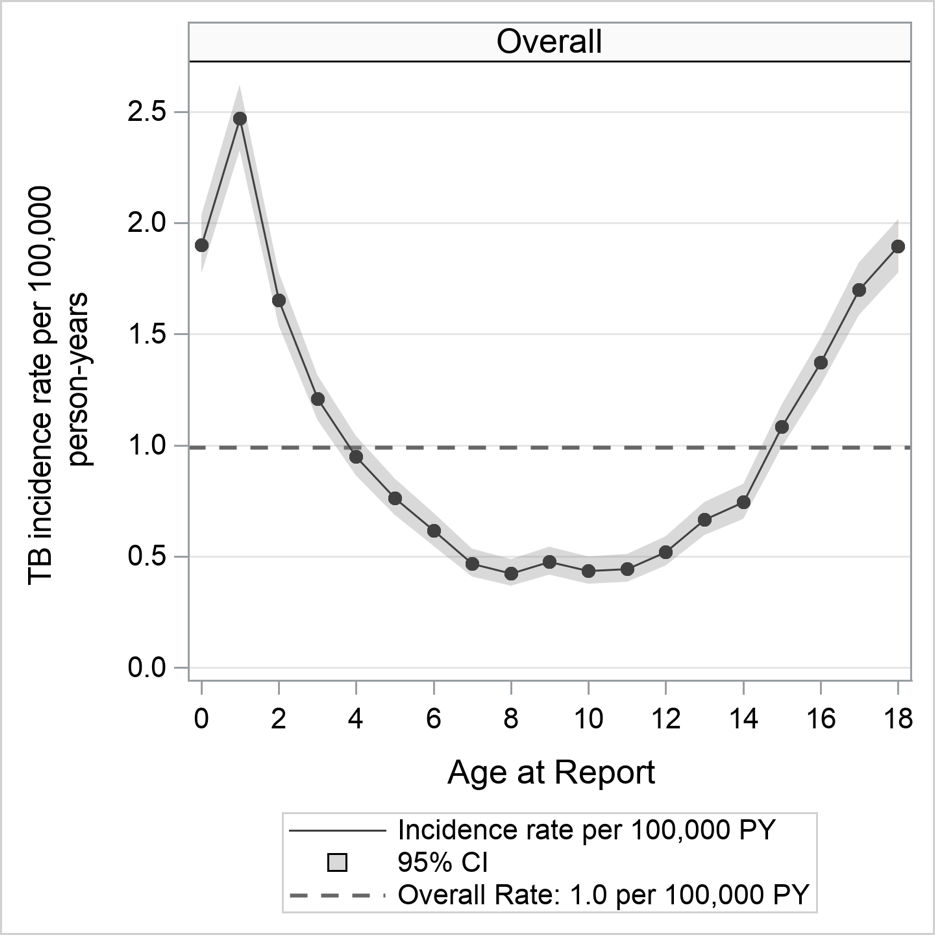 Overall
TB incidence rate per 100,000
person-years
2.5
2.0
1.5
1.0
0.5
0.0
0 2 4 6 8 10 12 14 16 18
Age at Report
Incidence rate per 100,000 PY
95% CI
Overall Rate: 1.0 per 100,000 PY